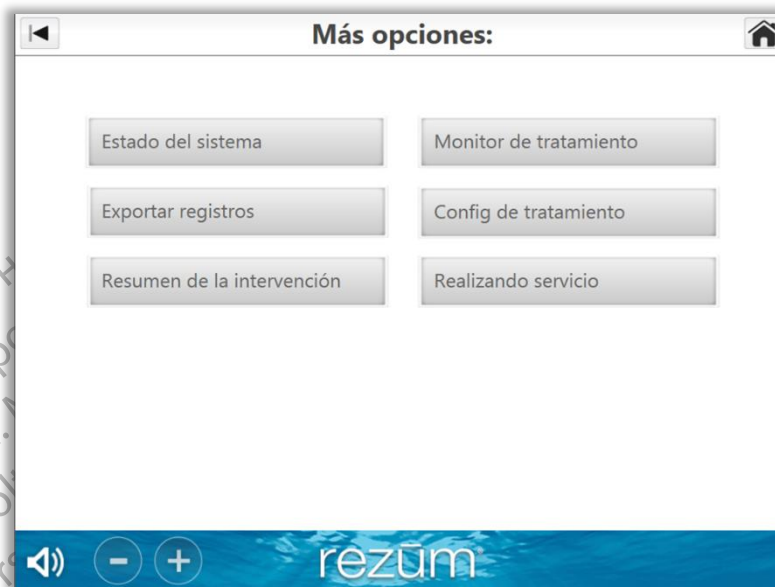 Más opciones:
Estado del sistema
Monitor de tratamiento
Exportar registros
Config de tratamiento
Resumen de la intervención
Realizando servicio
rezūm